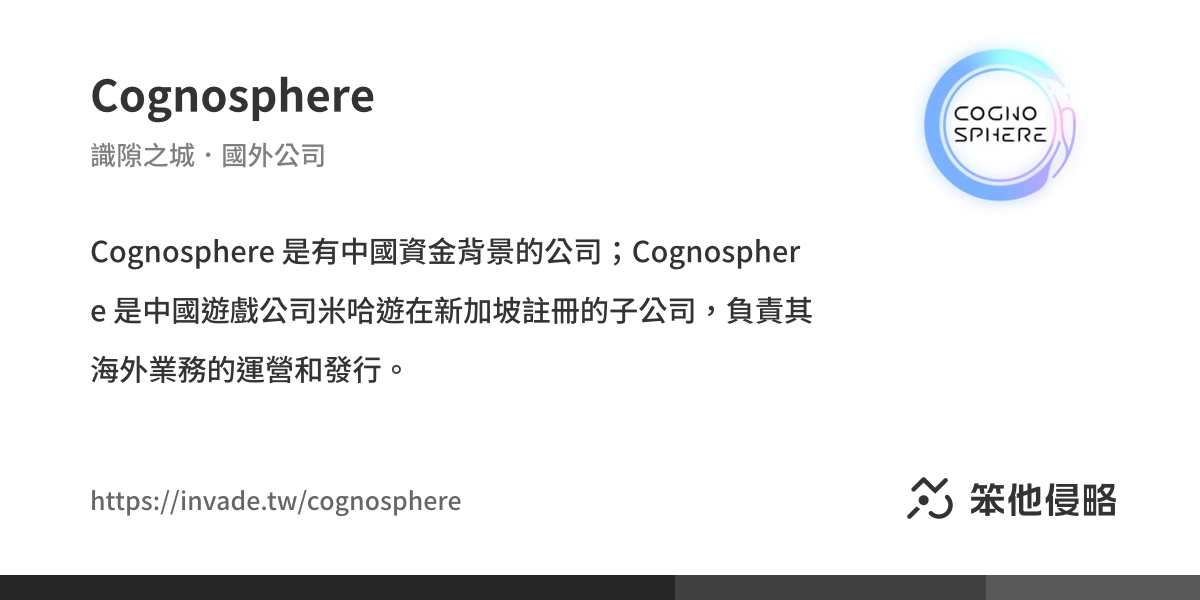 Cognosphere
識隙之城・國外公司
COGNO
SPHERE
Cognosphere 是有中國資金背景的公司；Cognospher
e 是中國遊戲公司米哈遊在新加坡註冊的子公司，負責其
海外業務的運營和發行。
https://invade.tw/cognosphere
笨他侵略